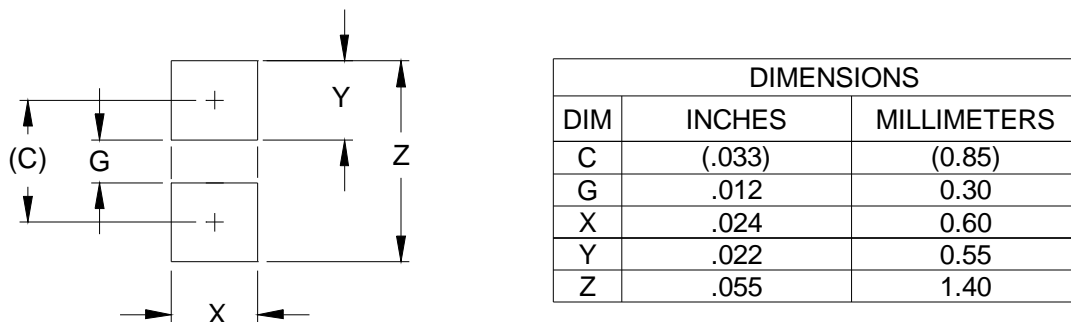 Y
(C)
G
Z
X
DIMENSIONS
DIM INCHES MILLIMETERS
C (.033) (0.85)
G .012 0.30
X .024 0.60
Y .022 0.55
Z .055 1.40